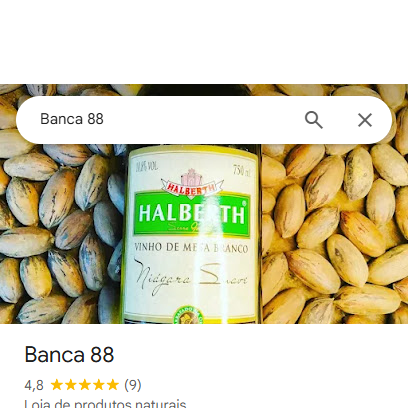 Banca 88
10,8% VOL
750 ml
HALBERTH
HALBERTH®
VINHO DE MESA BRANCO
Niágara Suave
Banca 88
4,8 ★★★★★ (9)
Loja de produtos naturais